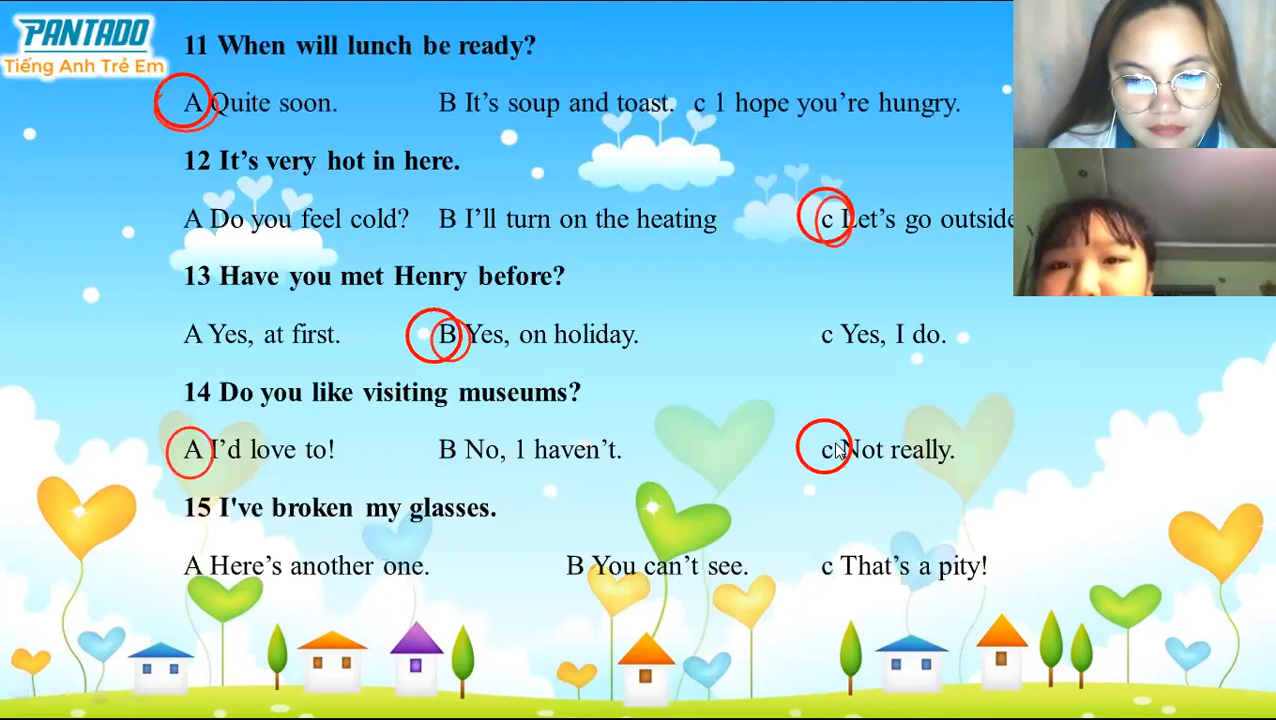 PANTADO
Tiếng Anh Trẻ Em
11 When will lunch be ready?
A Quite soon. B It's soup and toast. c 1 hope you're hungry.
12 It's very hot in here.
A Do you feel cold? B I'll turn on the heating c Let's go outside
13 Have you met Henry before?
A Yes, at first. B Yes, on holiday. c Yes, I do.
14 Do you like visiting museums?
A I'd love to! B No, 1 haven't. c Not really.
15 I've broken my glasses.
A Here's another one. B You can't see. c That's a pity!